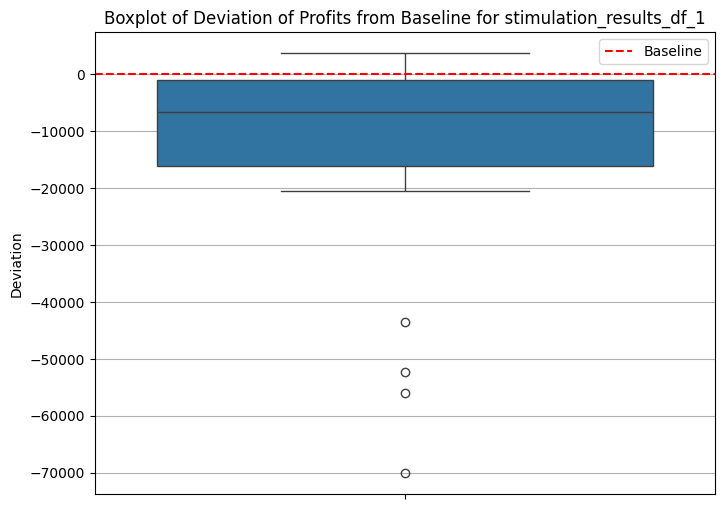 Boxplot of Deviation of Profits from Baseline for stimulation_results_df_1
Baseline
0
−10000
−20000
−30000
−40000
−50000
−60000
−70000
Deviation